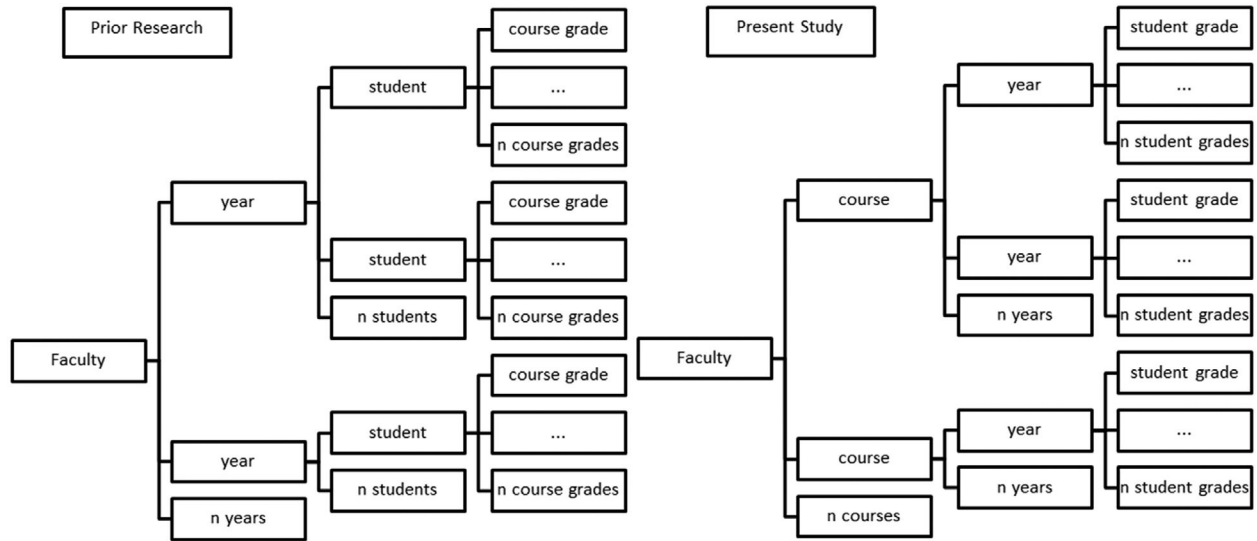 Prior Research
course grade
student
...
n course grades
year
course grade
student
...
n students
n course grades
Faculty
course grade
year
student
...
n students
n course grades
n years
Present Study
student grade
year
...
n student grades
course
student grade
year
...
n years
n student grades
Faculty
student grade
year
...
course
n years
n student grades
n courses